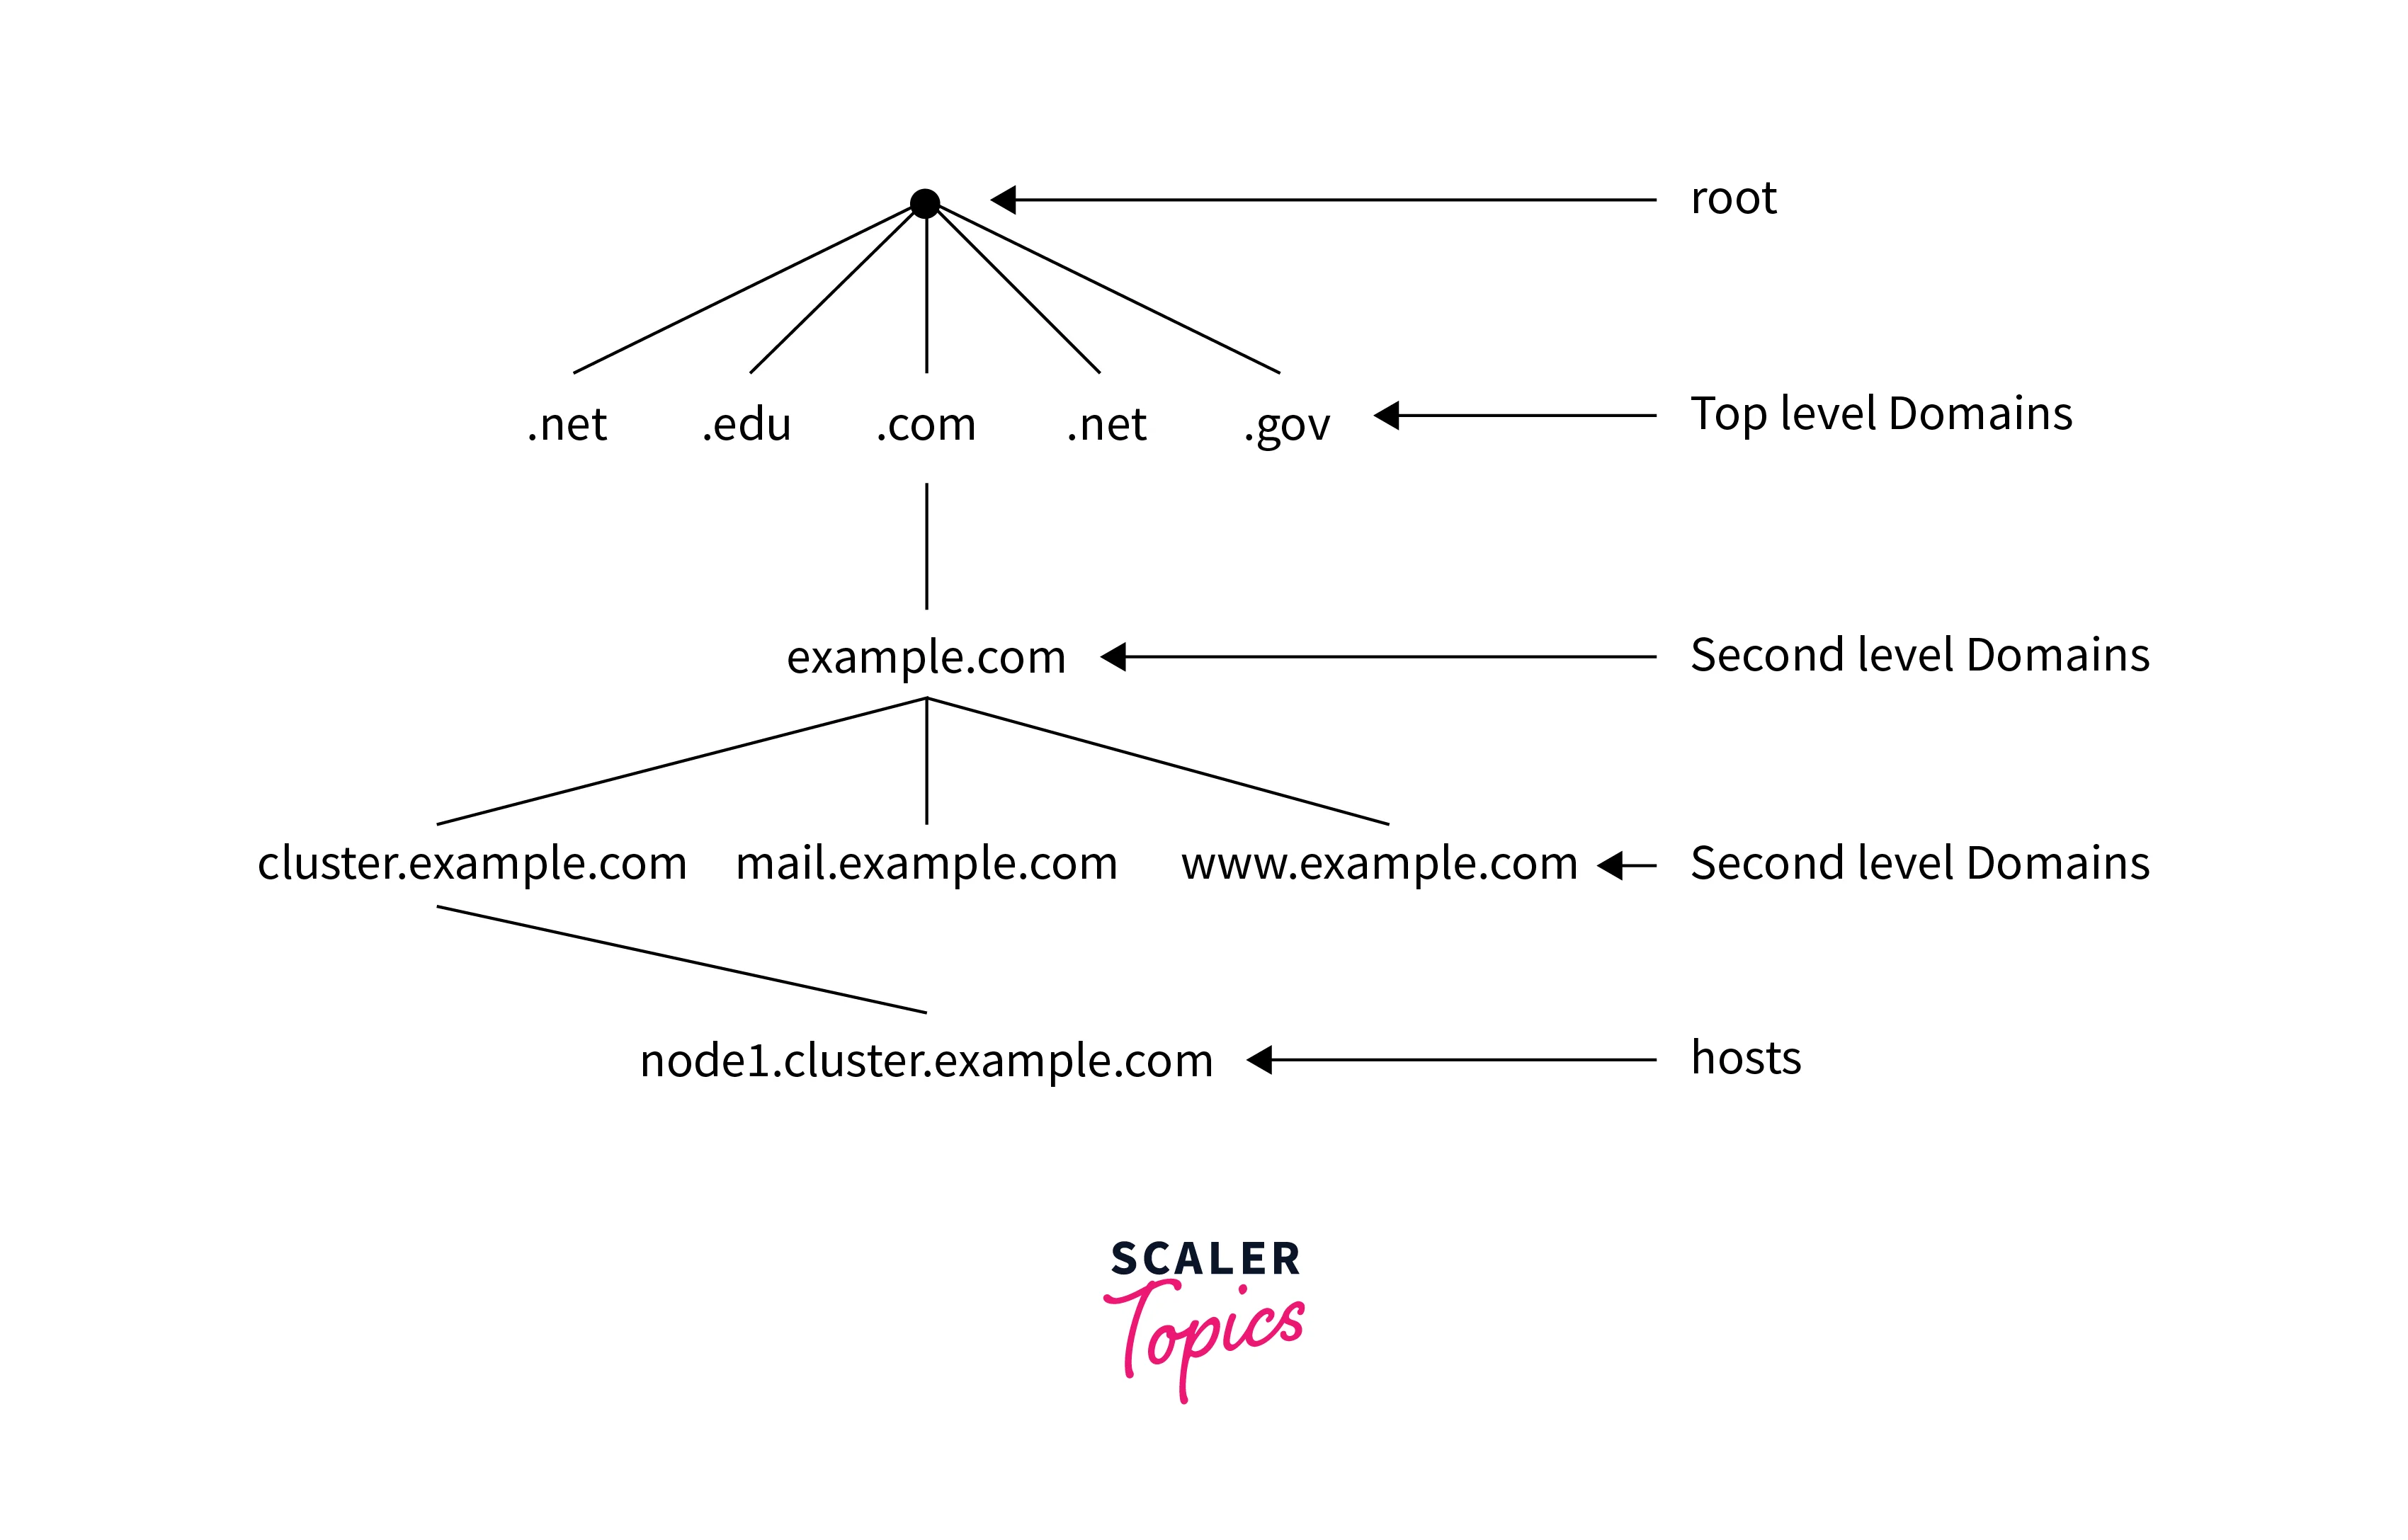 root
.net .edu .com .net .gov Top level Domains
example.com Second level Domains
cluster.example.com mail.example.com www.example.com Second level Domains
node1.cluster.example.com hosts
SCALER
Topics